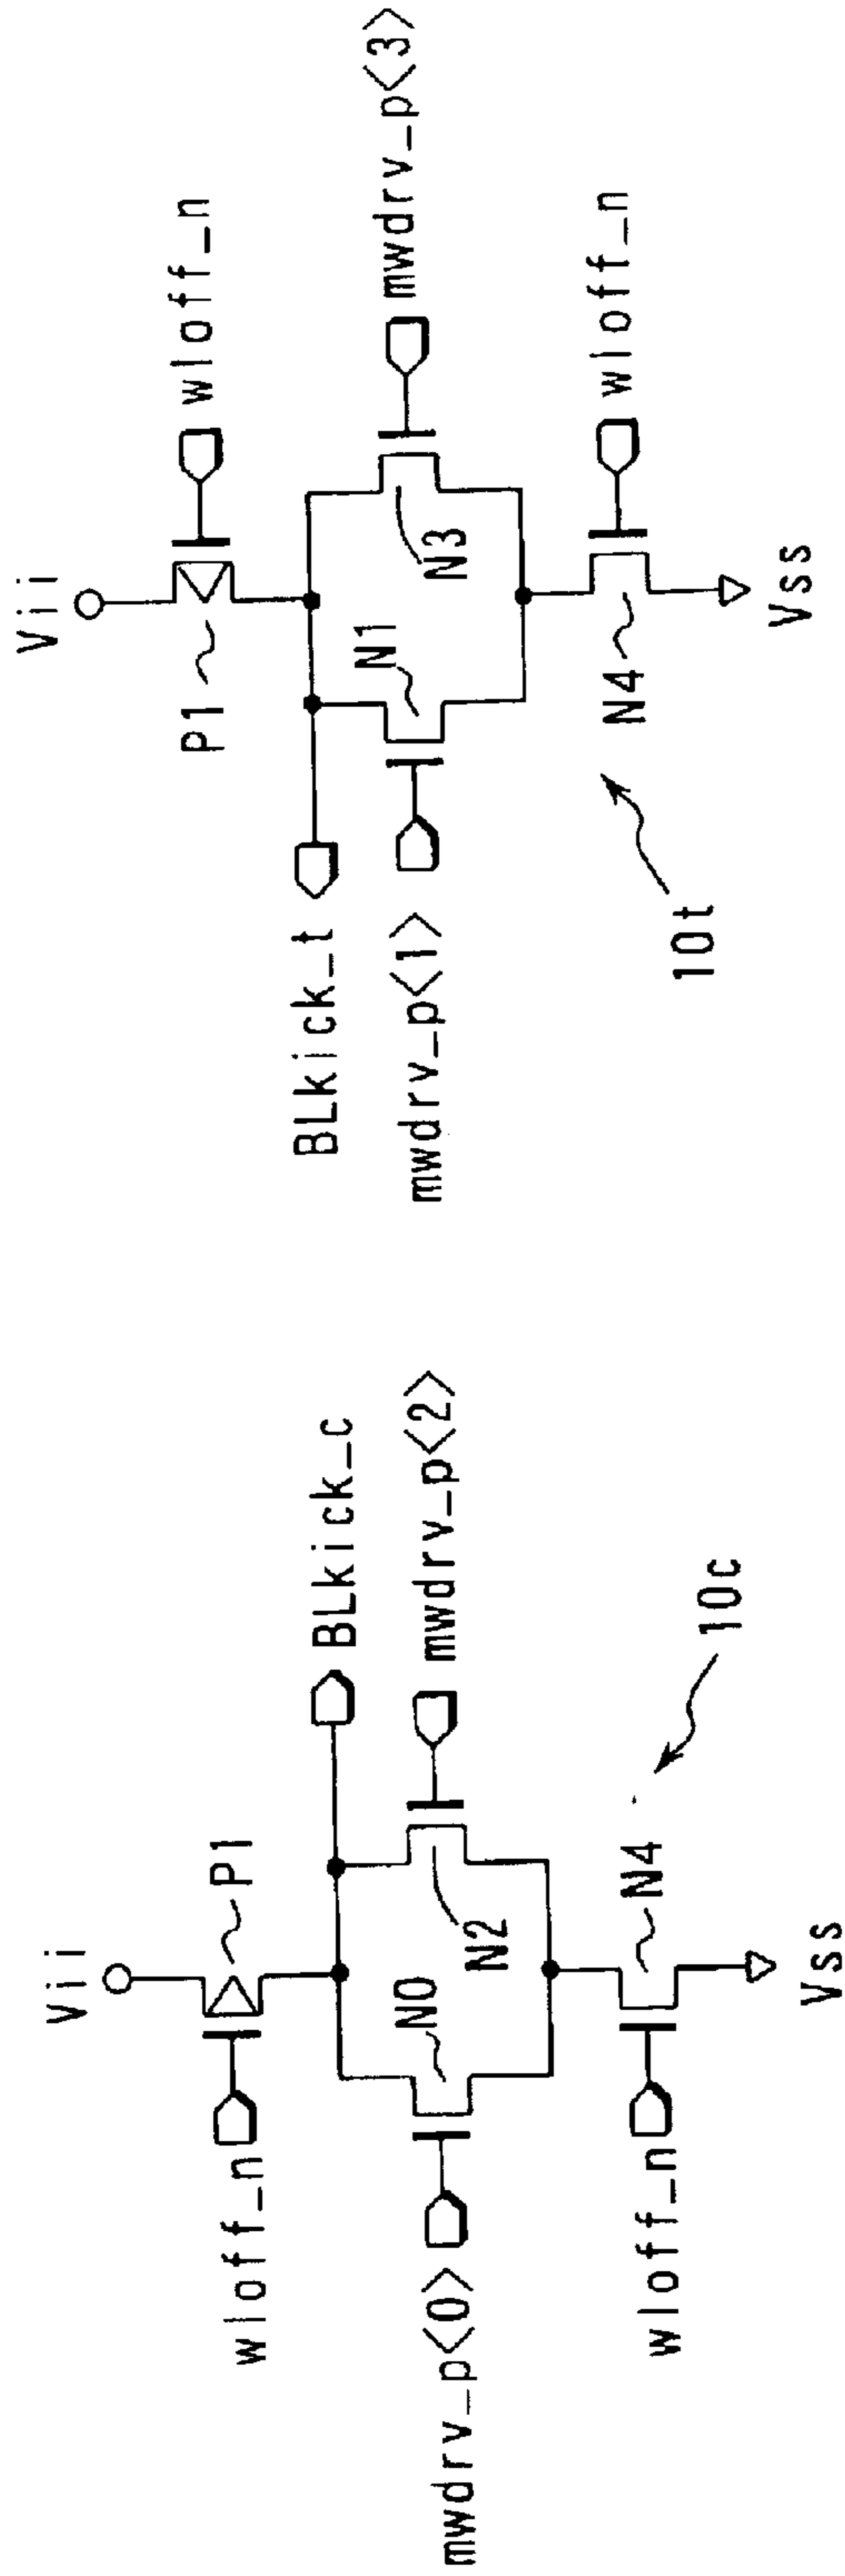 Vii
wloff_n
P1
BLkick_c
N0
N2
mwdrv_p<0>
mwdrv_p<2>
wloff_n
N4
10c
Vss
Vii
P1
wloff_n
BLkick_t
N1
N3
mwdrv_p<1>
mwdrv_p<3>
N4
wloff_n
10t
Vss